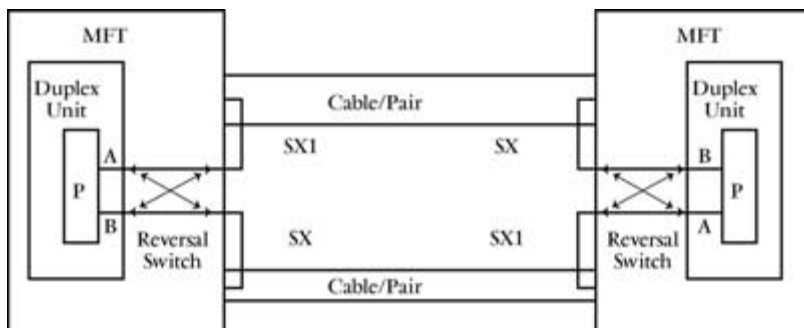 MFT
MFT
Duplex
Unit
Duplex
Unit
Cable/Pair
SX1
SX
A
B
P
P
B
A
SX
SX1
Reversal
Switch
Reversal
Switch
Cable/Pair